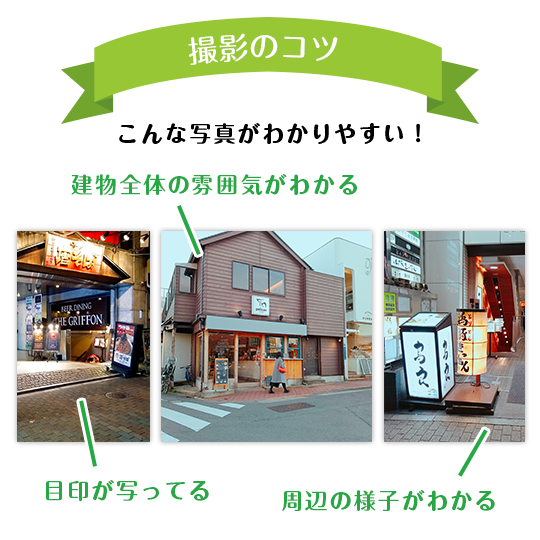 撮影のコツ
こんな写真がわかりやすい！
建物全体の雰囲気がわかる
BEER DINING
THE GRIFFON
目印が写ってる
周辺の様子がわかる